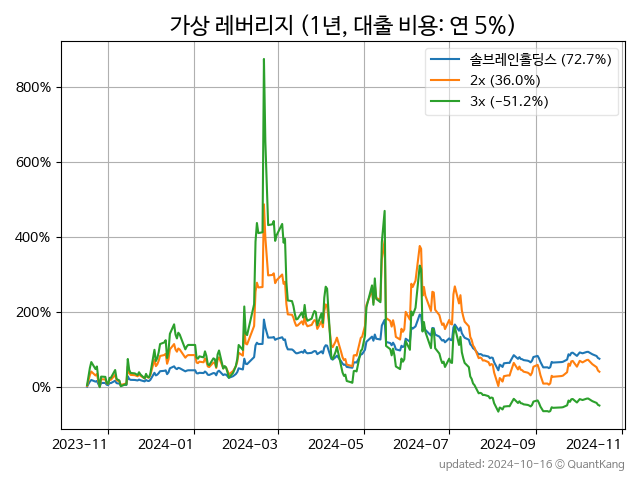 가상 레버리지 (1년, 대출 비용: 연 5%)
솔브레인홀딩스 (72.7%)
2x (36.0%)
3x (−51.2%)
800%
600%
400%
200%
0%
2023-11 2024-01 2024-03 2024-05 2024-07 2024-09 2024-11
updated: 2024-10-16 © QuantKang